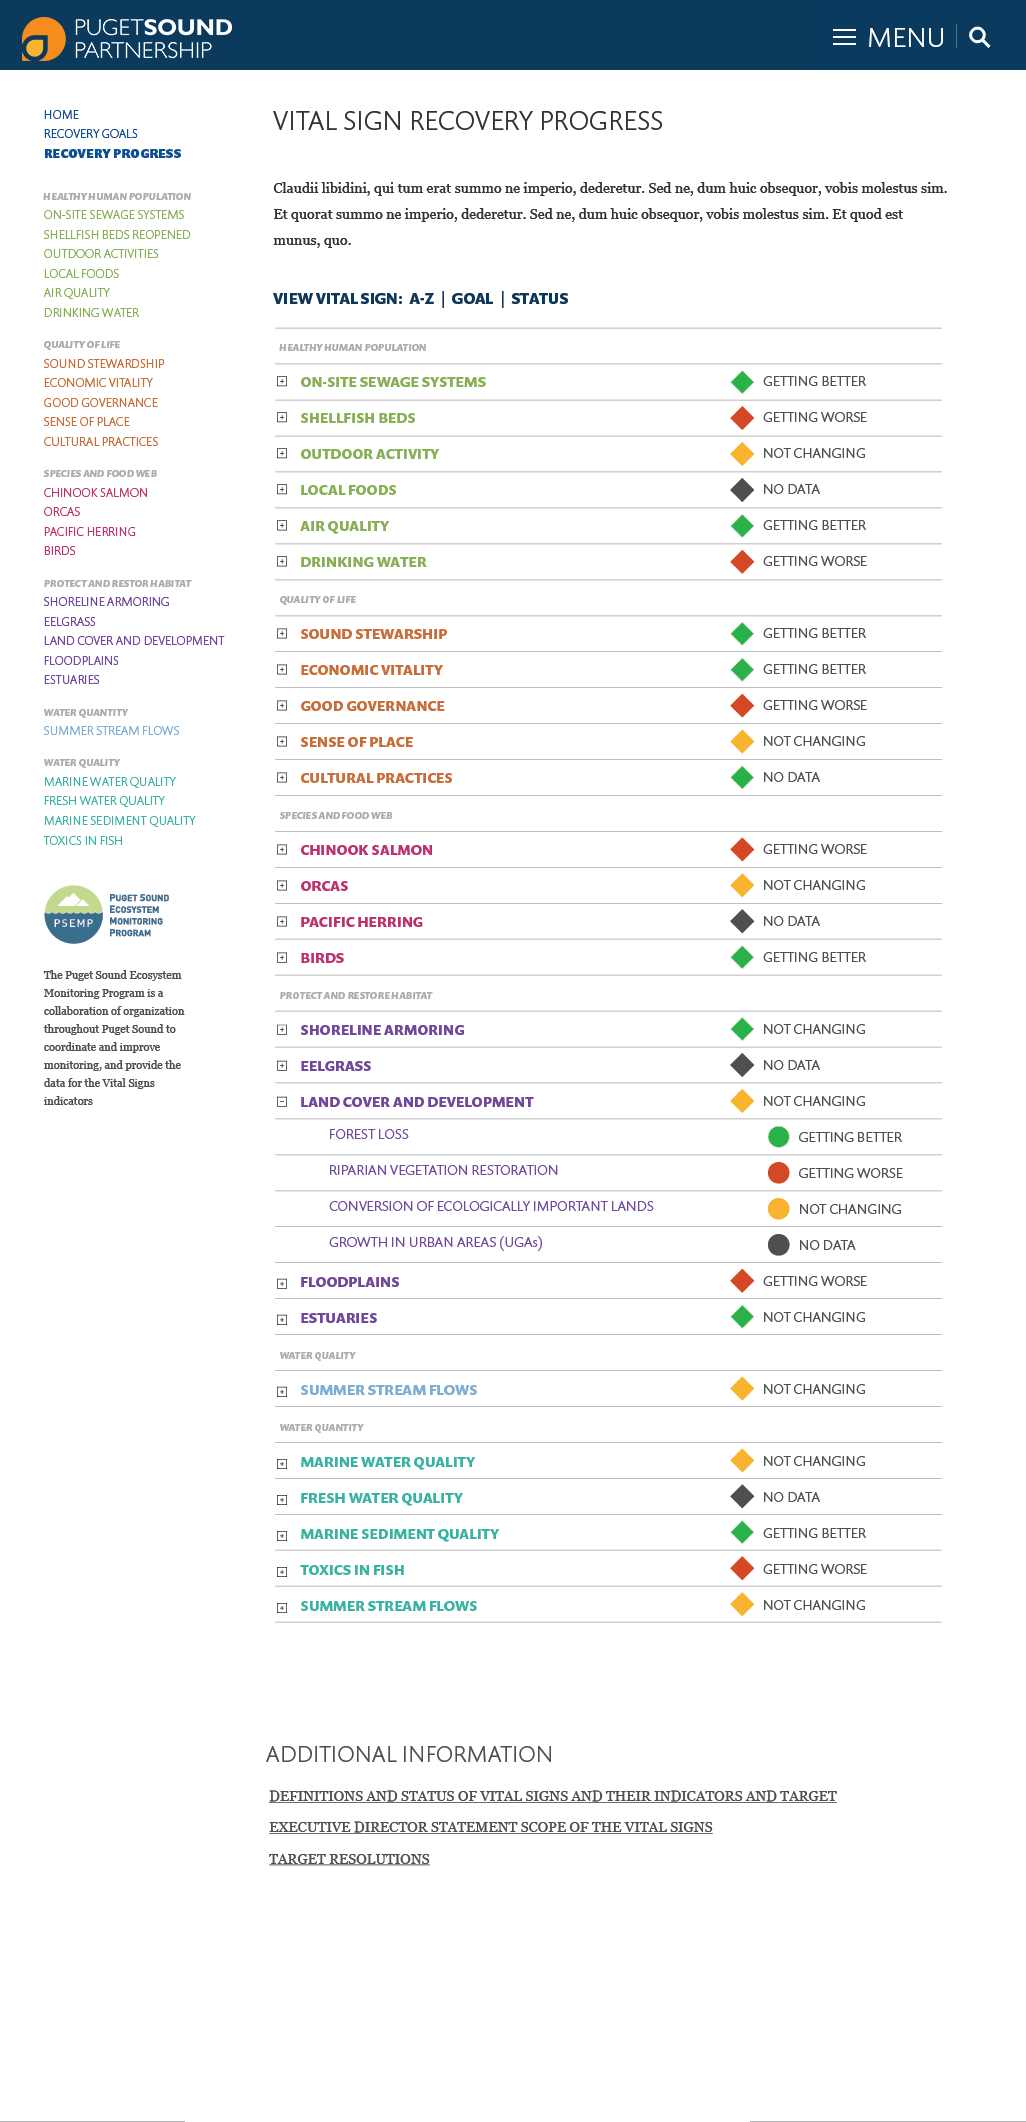 PUGETSOUND
PARTNERSHIP
MENU
HOME
RECOVERY GOALS
RECOVERY PROGRESS
HEALTHY HUMAN POPULATION
ON-SITE SEWAGE SYSTEMS
SHELLFISH BEDS REOPENED
OUTDOOR ACTIVITIES
LOCAL FOODS
AIR QUALITY
DRINKING WATER
QUALITY OF LIFE
SOUND STEWARDSHIP
ECONOMIC VITALITY
GOOD GOVERNANCE
SENSE OF PLACE
CULTURAL PRACTICES
SPECIES AND FOOD WEB
CHINOOK SALMON
ORCAS
PACIFIC HERRING
BIRDS
PROTECT AND RESTOR HABITAT
SHORELINE ARMORING
EELGRASS
LAND COVER AND DEVELOPMENT
FLOODPLAINS
ESTUARIES
WATER QUANTITY
SUMMER STREAM FLOWS
WATER QUALITY
MARINE WATER QUALITY
FRESH WATER QUALITY
MARINE SEDIMENT QUALITY
TOXICS IN FISH
PSEMP
PUGET SOUND
ECOSYSTEM
MONITORING
PROGRAM
The Puget Sound Ecosystem
Monitoring Program is a
collaboration of organization
throughout Puget Sound to
coordinate and improve
monitoring, and provide the
data for the Vital Signs
indicators
VITAL SIGN RECOVERY PROGRESS
Claudii libidini, qui tum erat summo ne imperio, dederetur. Sed ne, dum huic obsequor, vobis molestus sim.
Et quorat summo ne imperio, dederetur. Sed ne, dum huic obsequor, vobis molestus sim. Et quod est
munus, quo.
VIEW VITAL SIGN: A-Z | GOAL | STATUS
HEALTHY HUMAN POPULATION
ON-SITE SEWAGE SYSTEMS GETTING BETTER
SHELLFISH BEDS GETTING WORSE
OUTDOOR ACTIVITY NOT CHANGING
LOCAL FOODS NO DATA
AIR QUALITY GETTING BETTER
DRINKING WATER GETTING WORSE
QUALITY OF LIFE
SOUND STEWARSHIP GETTING BETTER
ECONOMIC VITALITY GETTING BETTER
GOOD GOVERNANCE GETTING WORSE
SENSE OF PLACE NOT CHANGING
CULTURAL PRACTICES NO DATA
SPECIES AND FOOD WEB
CHINOOK SALMON GETTING WORSE
ORCAS NOT CHANGING
PACIFIC HERRING NO DATA
BIRDS GETTING BETTER
PROTECT AND RESTORE HABITAT
SHORELINE ARMORING NOT CHANGING
EELGRASS NO DATA
LAND COVER AND DEVELOPMENT NOT CHANGING
FOREST LOSS GETTING BETTER
RIPARIAN VEGETATION RESTORATION GETTING WORSE
CONVERSION OF ECOLOGICALLY IMPORTANT LANDS NOT CHANGING
GROWTH IN URBAN AREAS (UGAs) NO DATA
FLOODPLAINS GETTING WORSE
ESTUARIES NOT CHANGING
WATER QUALITY
SUMMER STREAM FLOWS NOT CHANGING
WATER QUANTITY
MARINE WATER QUALITY NOT CHANGING
FRESH WATER QUALITY NO DATA
MARINE SEDIMENT QUALITY GETTING BETTER
TOXICS IN FISH GETTING WORSE
SUMMER STREAM FLOWS NOT CHANGING
ADDITIONAL INFORMATION
DEFINITIONS AND STATUS OF VITAL SIGNS AND THEIR INDICATORS AND TARGET
EXECUTIVE DIRECTOR STATEMENT SCOPE OF THE VITAL SIGNS
TARGET RESOLUTIONS